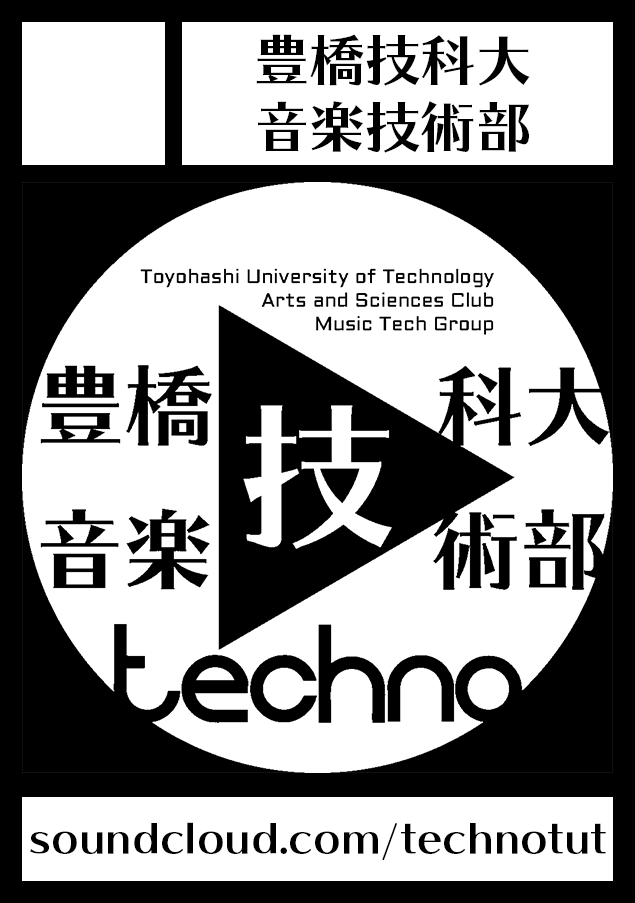 豊橋技科大
音楽技術部
Toyohashi University of Technology
Arts and Sciences Club
Music Tech Group
豊橋技科大
音楽技術部
techno
soundcloud.com/technotut